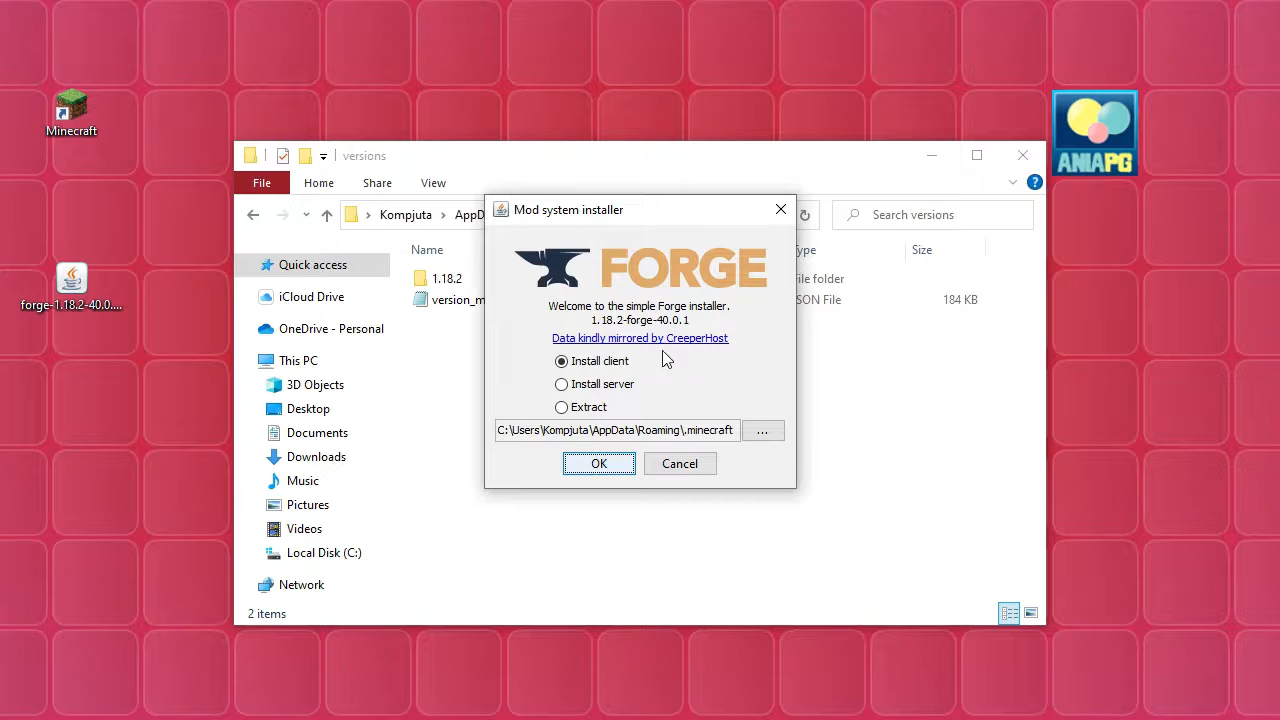 Minecraft
forge-1.18.2-40.0....
ANIAPG
versions
File
Home
Share
View
Kompjuta
AppD
Search versions
Name
ype
Size
Quick access
iCloud Drive
OneDrive - Personal
This PC
3D Objects
Desktop
Documents
Downloads
Music
Pictures
Videos
Local Disk (C:)
Network
1.18.2
ile folder
version_m
SON File
184 KB
2 items
Mod system installer
FORGE
Welcome to the simple Forge installer.
1.18.2-forge-40.0.1
Data kindly mirrored by CreeperHost
Install client
Install server
Extract
C:\Users\Kompjuta\AppData\Roaming\.minecraft
...
OK
Cancel